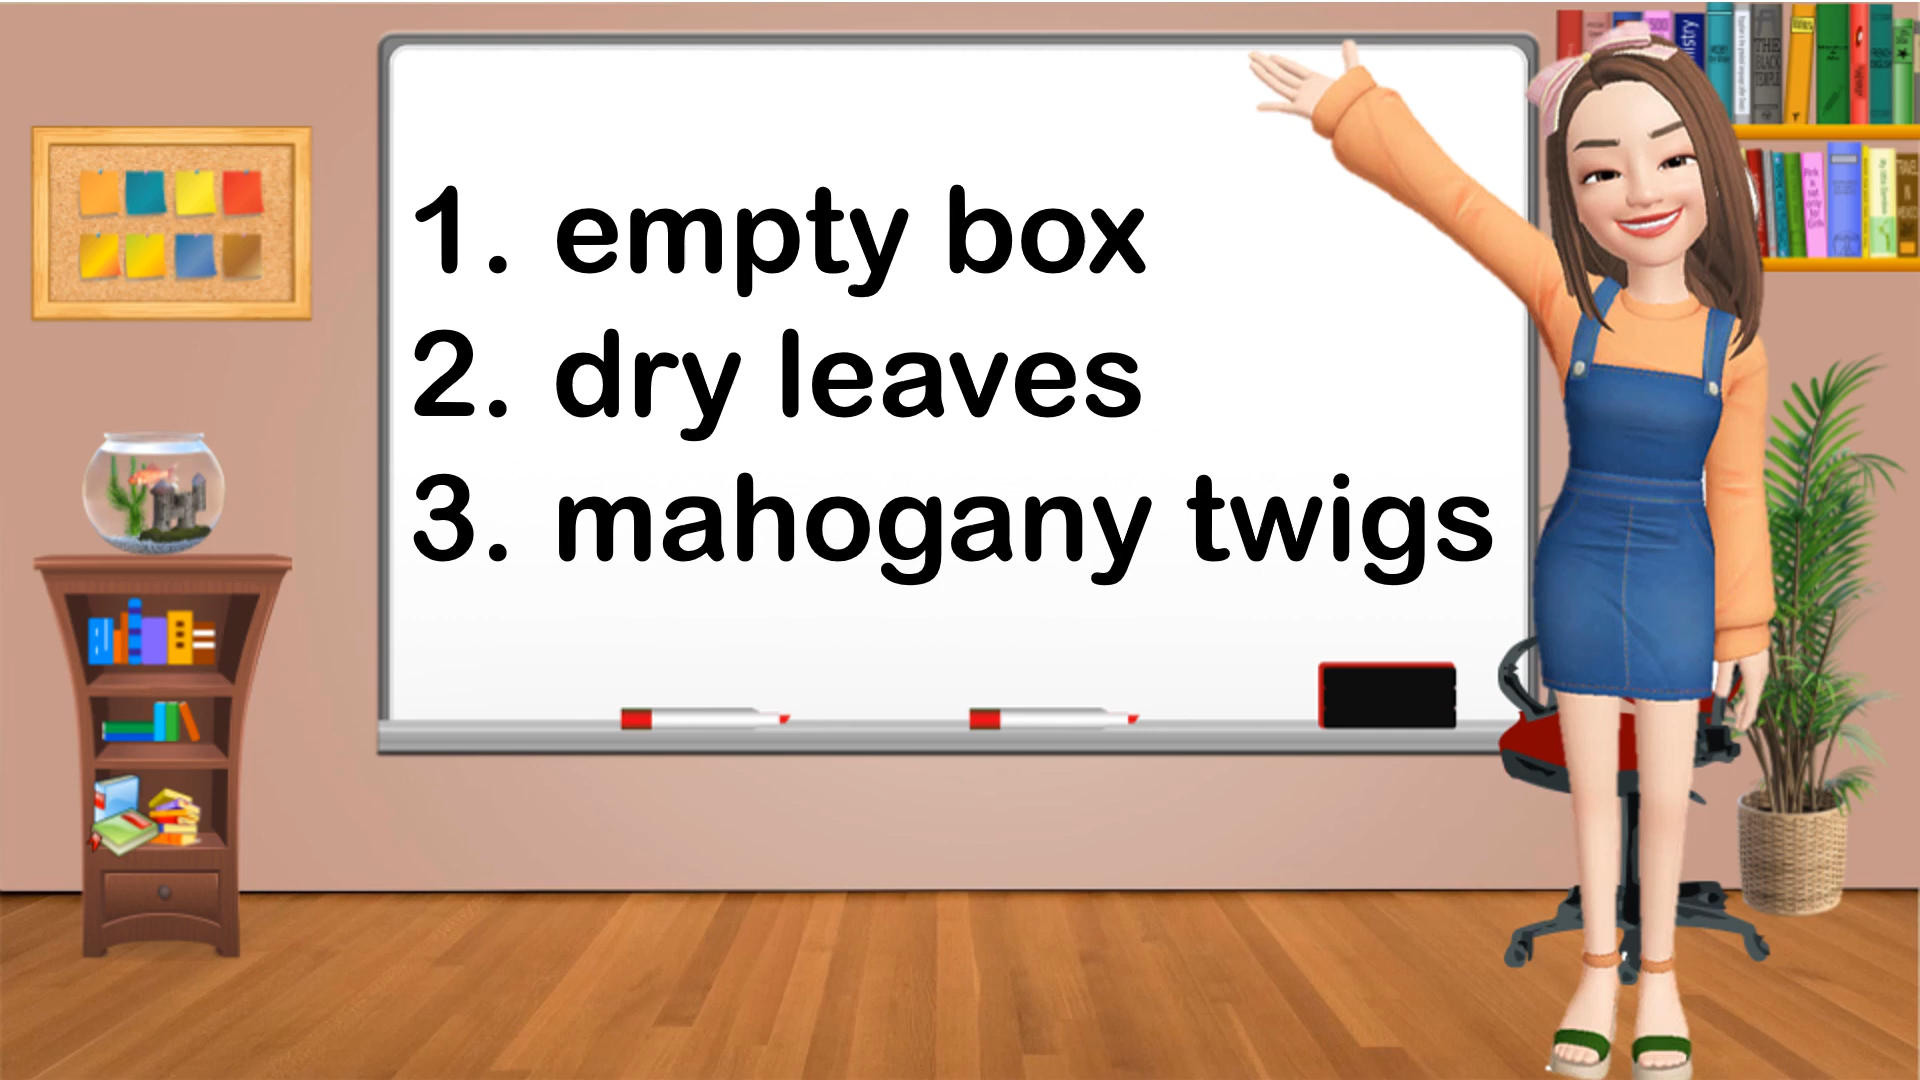 1. empty box
2. dry leaves
3. mahogany twigs